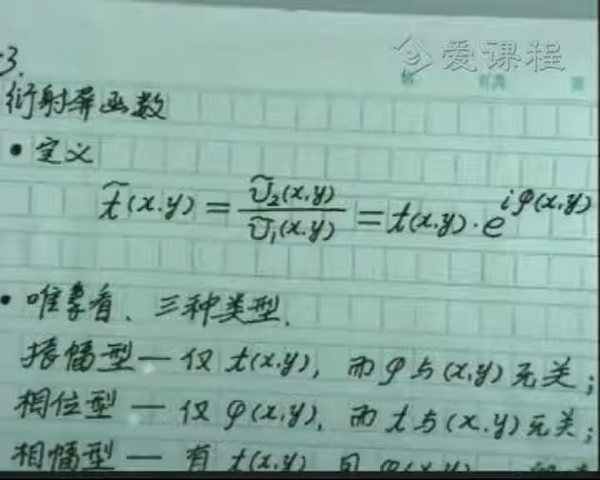 爱课程
3.
衍射屏函数
• 定义
t̃(x.y) = Ũ₂(x,y) / Ũ₁(x,y) = t(x,y) · e^{iφ(x,y)}
• 唯象看、三种类型、
振幅型 — 仅 t(x,y), 而φ与(x,y)无关;
相位型 — 仅 φ(x,y), 而 t 与 (x,y)无关;
相幅型 — 有 t(x,y)